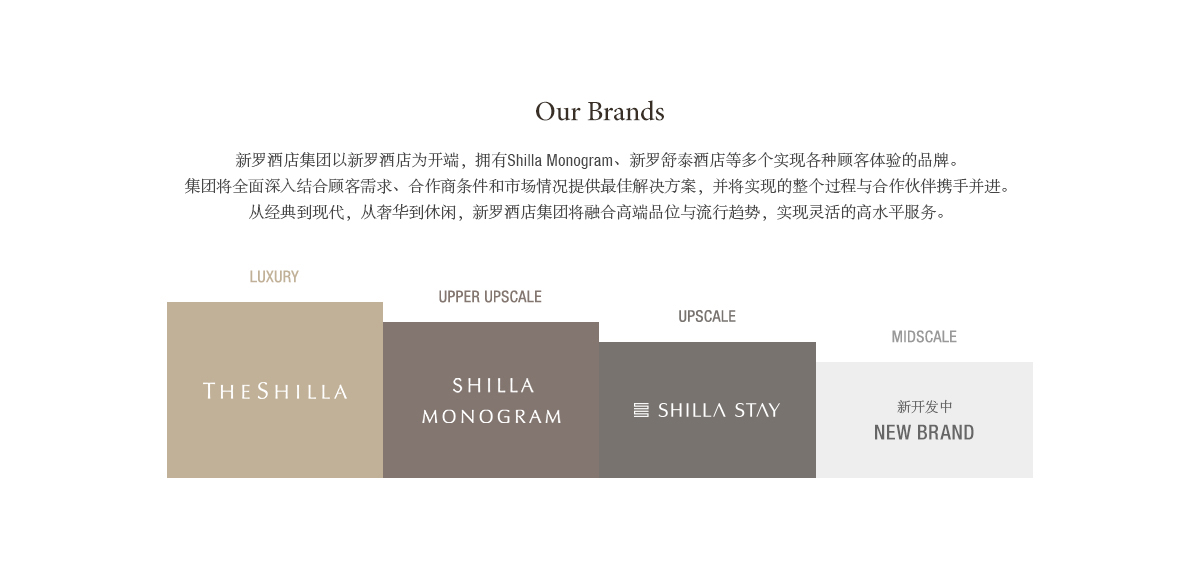 Our Brands
新罗酒店集团以新罗酒店为开端，拥有Shilla Monogram、新罗舒泰酒店等多个实现各种顾客体验的品牌。
集团将全面深入结合顾客需求、合作商条件和市场情况提供最佳解决方案，并将实现的整个过程与合作伙伴携手并进。
从经典到现代，从奢华到休闲，新罗酒店集团将融合高端品位与流行趋势，实现灵活的高水平服务。
LUXURY
THE SHILLA
UPPER UPSCALE
SHILLA
MONOGRAM
UPSCALE
SHILLA STAY
MIDSCALE
新开发中
NEW BRAND